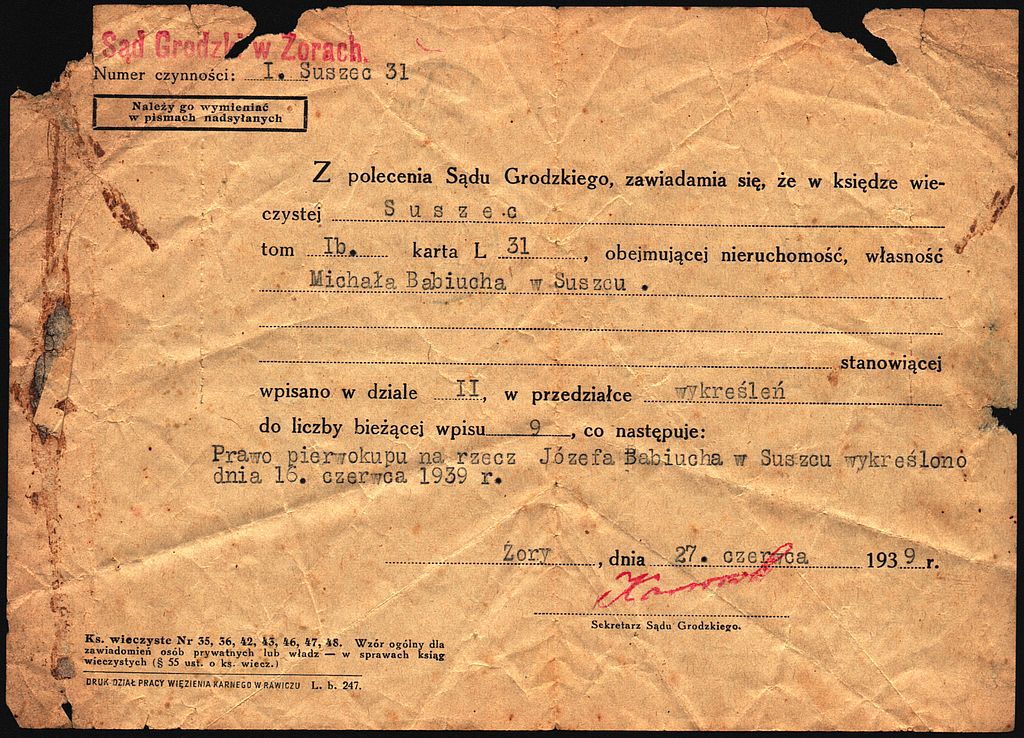 Sąd Grodzki w Żorach.
Numer czynności: I. Suszec 31
Należy go wymieniać
w pismach nadsyłanych
Z polecenia Sądu Grodzkiego, zawiadamia się, że w księdze wie-
czystej Suszec
tom Ib. karta L 31, obejmującej nieruchomość, własność
Michała Babiucha w Suszcu.
stanowiącej
wpisano w dziale II, w przedziałce wykreśleń
do liczby bieżącej wpisu 9, co następuje:
Prawo pierwokupu na rzecz Józefa Babiucha w Suszcu wykreślono
dnia 16. czerwca 1939 r.
Żory, dnia 27. czerwca 1939 r.
Sekretarz Sądu Grodzkiego.
Ks. wieczyste Nr 35, 36, 42, 43, 46, 47, 48. Wzór ogólny dla
zawiadomień osób prywatnych lub władz — w sprawach ksiąg
wieczystych (§ 55 ust. o ks. wiecz.)
DRUK DZIAŁ PRACY WIĘZIENIA KARNEGO W RAWICZU L. b. 247.